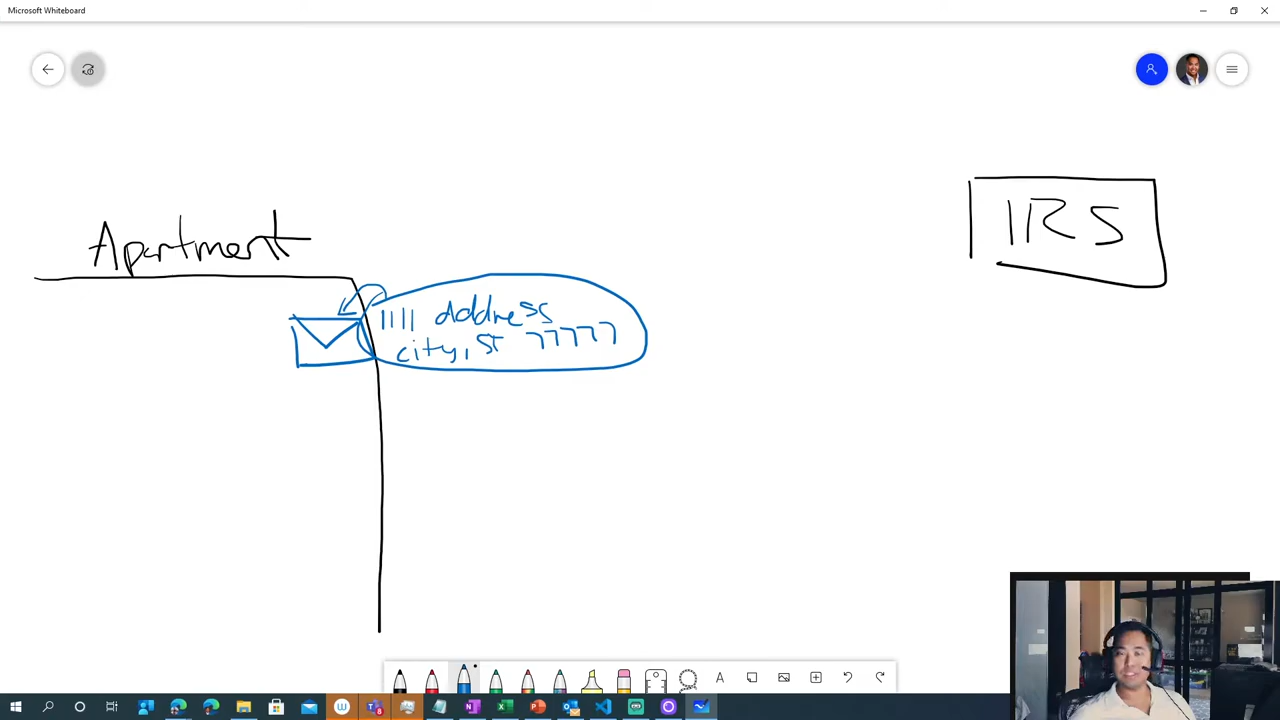 Microsoft Whiteboard
IRS
Apartment
1111 address
city, ST 77777